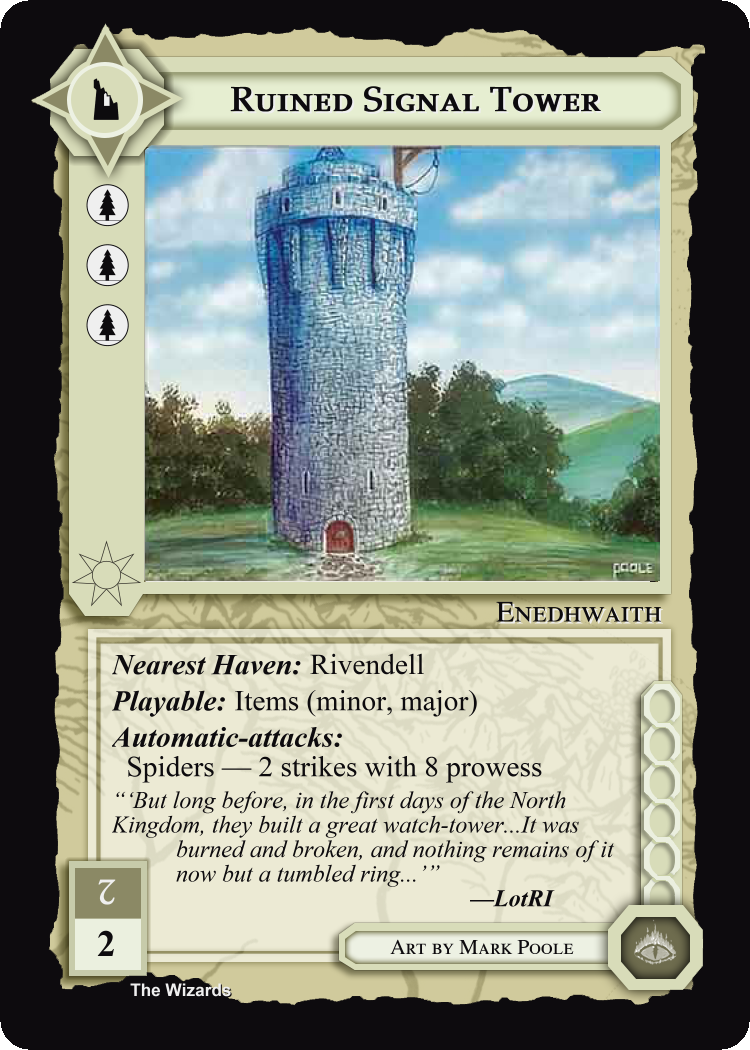 Ruined Signal Tower
POOLE
Enedhwaith
Nearest Haven: Rivendell
Playable: Items (minor, major)
Automatic-attacks:
Spiders — 2 strikes with 8 prowess
“‘But long before, in the first days of the North
Kingdom, they built a great watch-tower...It was
burned and broken, and nothing remains of it
now but a tumbled ring...’”
—LotRI
2
2
Art by Mark Poole
The Wizards